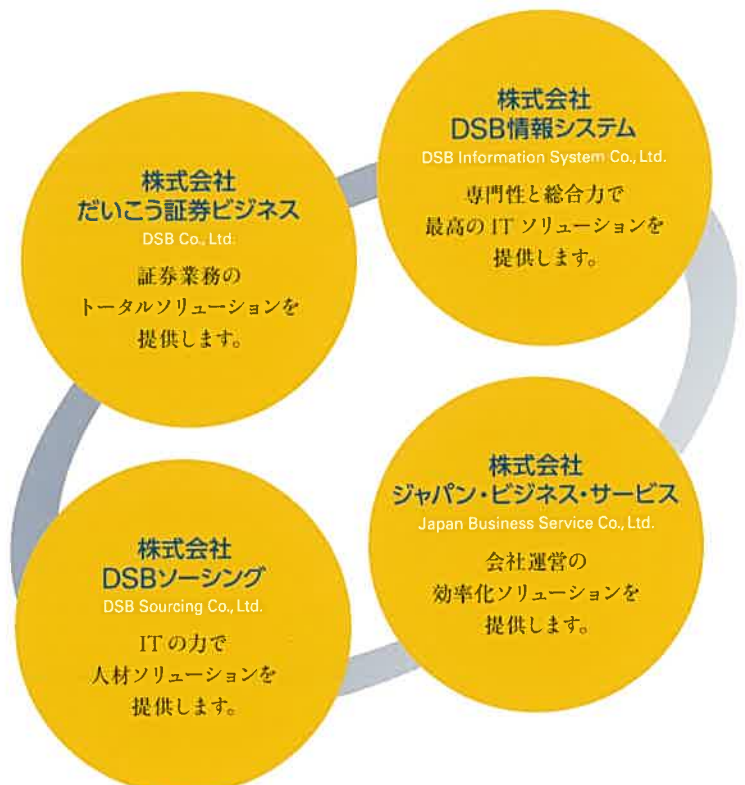 株式会社
だいこう証券ビジネス
DSB Co., Ltd.
証券業務の
トータルソリューションを
提供します。
株式会社
DSB情報システム
DSB Information System Co., Ltd.
専門性と総合力で
最高のITソリューションを
提供します。
株式会社
DSBソーシング
DSB Sourcing Co., Ltd.
ITの力で
人材ソリューションを
提供します。
株式会社
ジャパン・ビジネス・サービス
Japan Business Service Co., Ltd.
会社運営の
効率化ソリューションを
提供します。